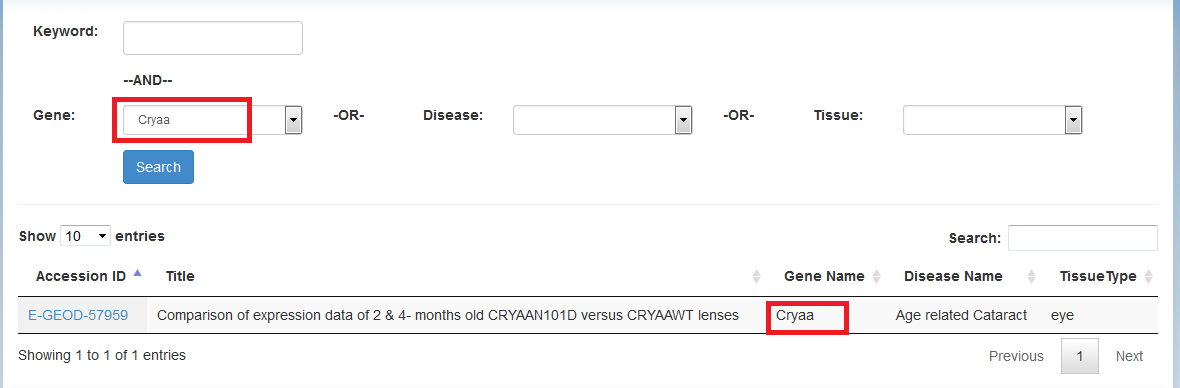 Keyword:
--AND--
Gene: Cryaa -OR- Disease: -OR- Tissue:
Search
Show 10 entries Search:
Accession ID Title Gene Name Disease Name TissueType
E-GEOD-57959 Comparison of expression data of 2 & 4- months old CRYAAN101D versus CRYAAWT lenses Cryaa Age related Cataract eye
Showing 1 to 1 of 1 entries Previous 1 Next